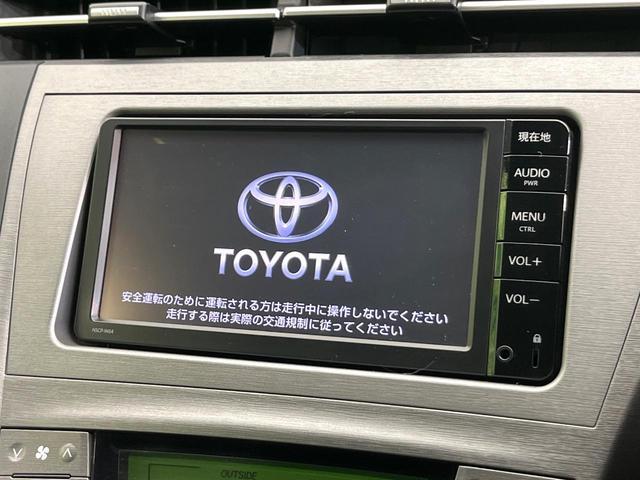 現在地
AUDIO
PWR
MENU
CTRL
VOL+
VOL-
TOYOTA
安全運転のために運転される方は走行中に操作しないでください
走行する際は実際の交通規制に従ってください
NSCP-W64
OUTSIDE